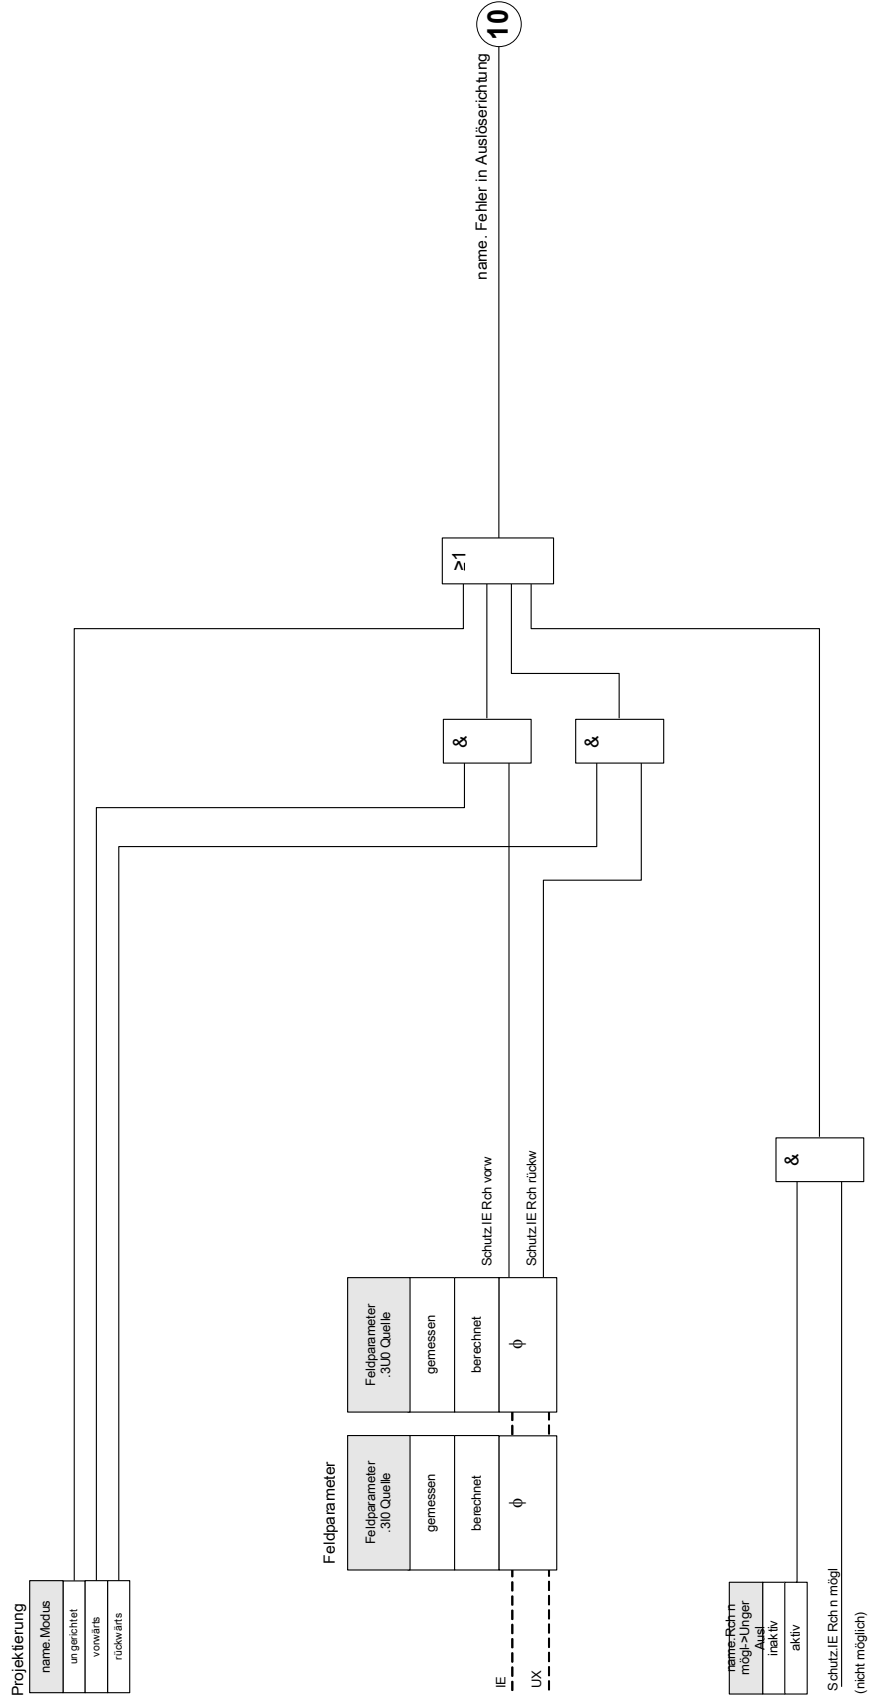 Projektierung
name.Modus
ungerichtet
vorwärts
rückwärts
Feldparameter
Feldparameter
.3I0 Quelle
gemessen
berechnet
φ
Feldparameter
.3U0 Quelle
gemessen
berechnet
φ
IE
UX
Schutz.IE Rch vorw
Schutz.IE Rch rückw
name.Rch n
mögl->Unger
Ausl
inaktiv
aktiv
Schutz.IE Rch n mögl
(nicht möglich)
&
&
&
≥1
name. Fehler in Auslöserichtung
10